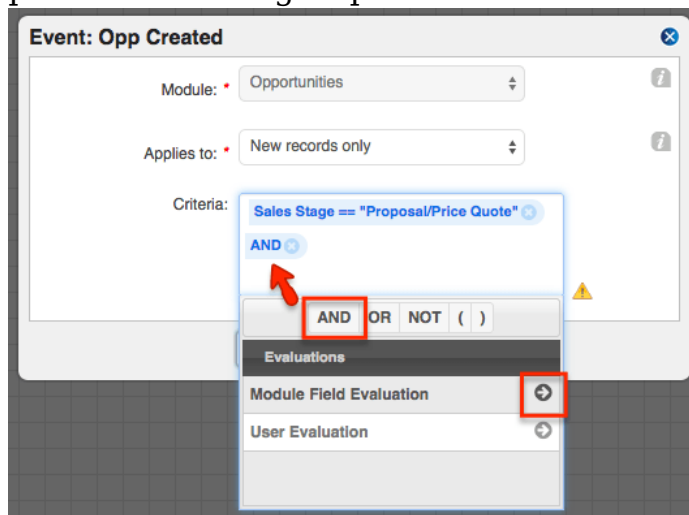 Event: Opp Created
Module: * Opportunities
Applies to: * New records only
Criteria: Sales Stage == "Proposal/Price Quote"
AND
AND OR NOT ( )
Evaluations
Module Field Evaluation
User Evaluation